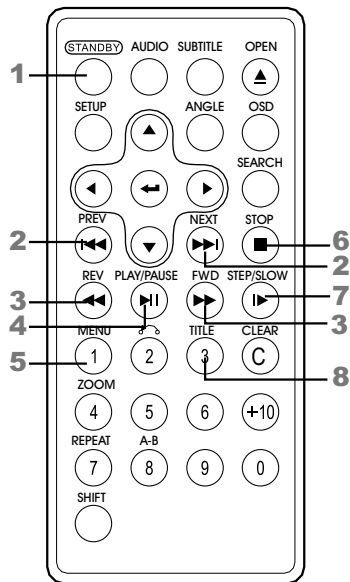 STANDBY AUDIO SUBTITLE OPEN
1
SETUP ANGLE OSD
SEARCH
PREV NEXT STOP
2 6
2
REV PLAY/PAUSE FWD STEP/SLOW
3 7
4 3
MENU TITLE CLEAR
5 1 2 3 C
8
ZOOM
4 5 6 +10
REPEAT A-B
7 8 9 0
SHIFT